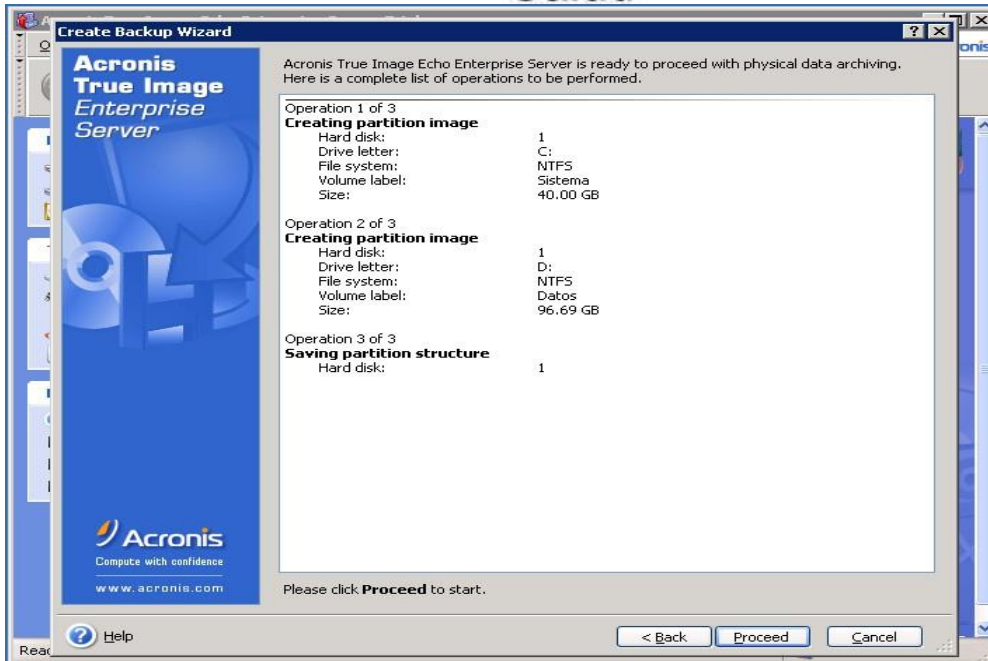 Create Backup Wizard
Acronis
True Image
Enterprise
Server
Acronis True Image Echo Enterprise Server is ready to proceed with physical data archiving.
Here is a complete list of operations to be performed.
Operation 1 of 3
Creating partition image
Hard disk: 1
Drive letter: C:
File system: NTFS
Volume label: Sistema
Size: 40.00 GB
Operation 2 of 3
Creating partition image
Hard disk: 1
Drive letter: D:
File system: NTFS
Volume label: Datos
Size: 96.69 GB
Operation 3 of 3
Saving partition structure
Hard disk: 1
Acronis
Compute with confidence
www.acronis.com
Please click Proceed to start.
Help
< Back
Proceed
Cancel